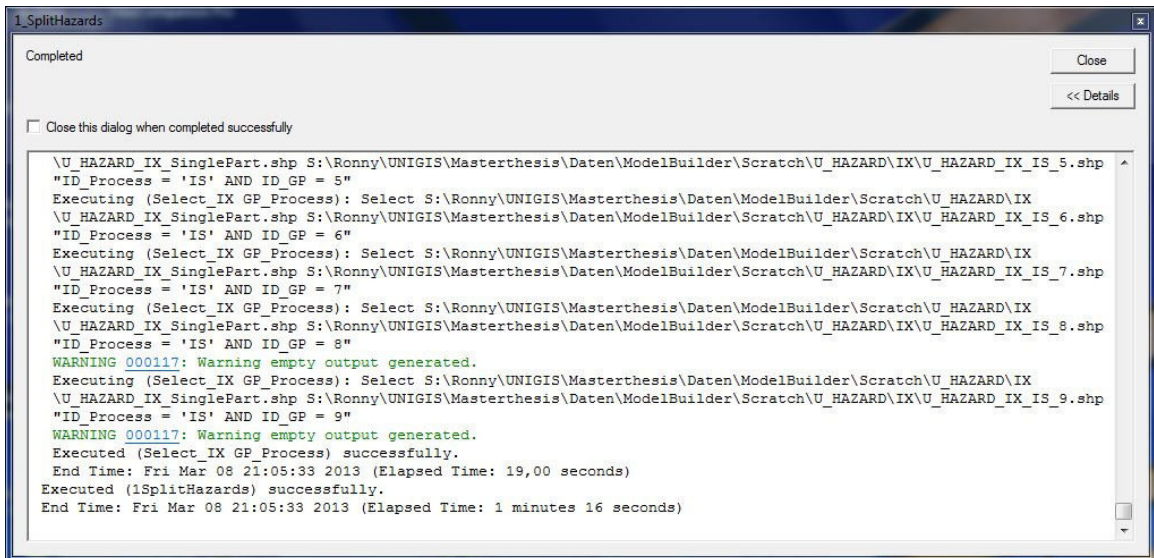 1_SplitHazards
Completed
Close
<< Details
Close this dialog when completed successfully
\U_HAZARD_IX_SinglePart.shp S:\Ronny\UNIGIS\Masterthesis\Daten\ModelBuilder\Scratch\U_HAZARD\IX\U_HAZARD_IX_IS_5.shp
"ID_Process = 'IS' AND ID_GP = 5"
Executing (Select_IX GP_Process): Select S:\Ronny\UNIGIS\Masterthesis\Daten\ModelBuilder\Scratch\U_HAZARD\IX
\U_HAZARD_IX_SinglePart.shp S:\Ronny\UNIGIS\Masterthesis\Daten\ModelBuilder\Scratch\U_HAZARD\IX\U_HAZARD_IX_IS_6.shp
"ID_Process = 'IS' AND ID_GP = 6"
Executing (Select_IX GP_Process): Select S:\Ronny\UNIGIS\Masterthesis\Daten\ModelBuilder\Scratch\U_HAZARD\IX
\U_HAZARD_IX_SinglePart.shp S:\Ronny\UNIGIS\Masterthesis\Daten\ModelBuilder\Scratch\U_HAZARD\IX\U_HAZARD_IX_IS_7.shp
"ID_Process = 'IS' AND ID_GP = 7"
Executing (Select_IX GP_Process): Select S:\Ronny\UNIGIS\Masterthesis\Daten\ModelBuilder\Scratch\U_HAZARD\IX
\U_HAZARD_IX_SinglePart.shp S:\Ronny\UNIGIS\Masterthesis\Daten\ModelBuilder\Scratch\U_HAZARD\IX\U_HAZARD_IX_IS_8.shp
"ID_Process = 'IS' AND ID_GP = 8"
WARNING 000117: Warning empty output generated.
Executing (Select_IX GP_Process): Select S:\Ronny\UNIGIS\Masterthesis\Daten\ModelBuilder\Scratch\U_HAZARD\IX
\U_HAZARD_IX_SinglePart.shp S:\Ronny\UNIGIS\Masterthesis\Daten\ModelBuilder\Scratch\U_HAZARD\IX\U_HAZARD_IX_IS_9.shp
"ID_Process = 'IS' AND ID_GP = 9"
WARNING 000117: Warning empty output generated.
Executed (Select_IX GP_Process) successfully.
End Time: Fri Mar 08 21:05:33 2013 (Elapsed Time: 19,00 seconds)
Executed (1SplitHazards) successfully.
End Time: Fri Mar 08 21:05:33 2013 (Elapsed Time: 1 minutes 16 seconds)